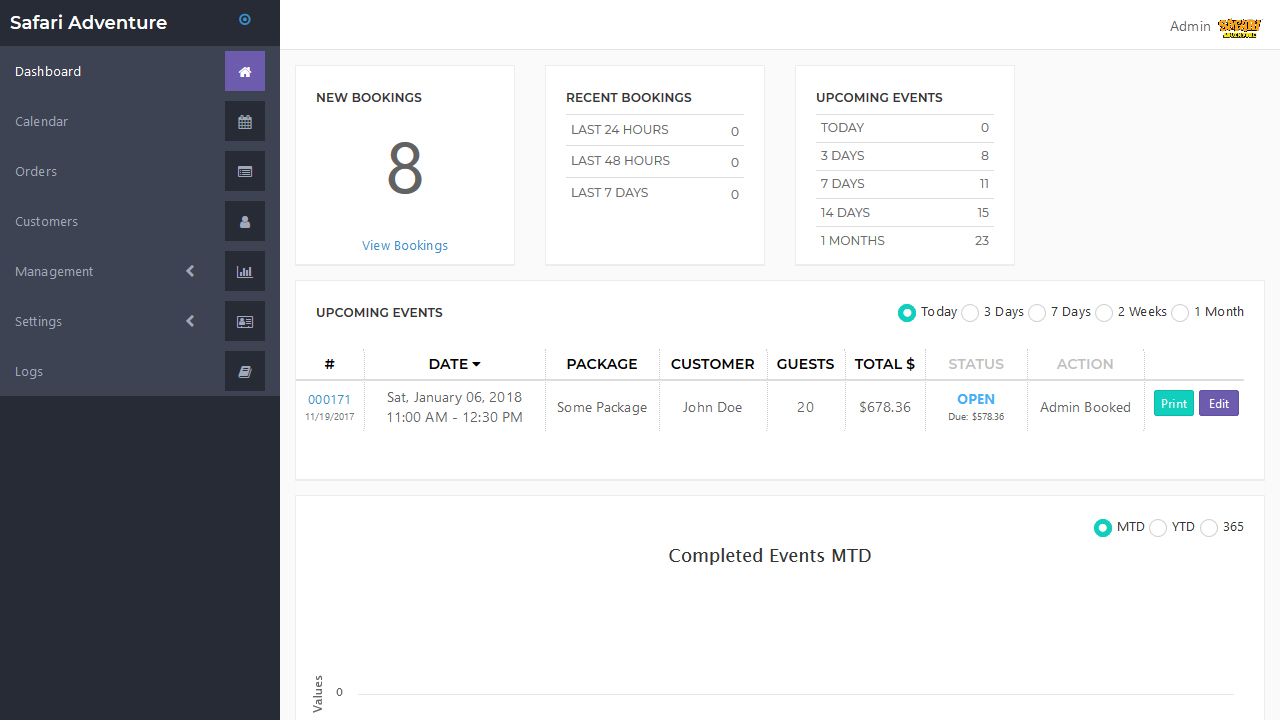 Safari Adventure
Admin
SAFARI
Dashboard
Calendar
Orders
Customers
Management
Settings
Logs
NEW BOOKINGS
8
View Bookings
RECENT BOOKINGS
LAST 24 HOURS 0
LAST 48 HOURS 0
LAST 7 DAYS 0
UPCOMING EVENTS
TODAY 0
3 DAYS 8
7 DAYS 11
14 DAYS 15
1 MONTHS 23
UPCOMING EVENTS
Today 3 Days 7 Days 2 Weeks 1 Month
# DATE PACKAGE CUSTOMER GUESTS TOTAL $ STATUS ACTION
000171 Sat, January 06, 2018 Some Package John Doe 20 $678.36 OPEN Admin Booked Print Edit
11/19/2017 11:00 AM - 12:30 PM Due: $578.36
MTD YTD 365
Completed Events MTD
Values
0